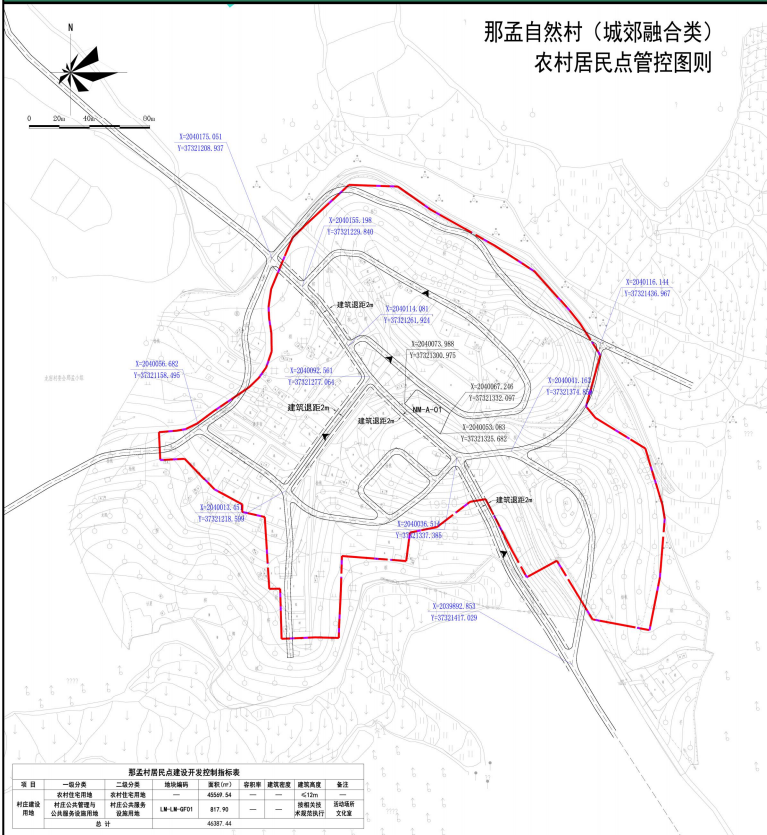 那孟自然村（城郊融合类）
农村居民点管控图则
N
0 20m 40m 80m
X=2040175.051
Y=37321208.937
X=2040155.198
Y=37321229.840
X=2040116.144
Y=37321436.967
建筑退距2m
X=2040114.081
Y=37321261.924
X=2040073.988
Y=37321300.975
X=2040056.682
Y=37321158.495
X=2040092.561
Y=37321277.064
X=2040067.246
Y=37321332.097
X=2040041.162
建筑退距2m
建筑退距2m
NM-A-01
X=2040053.063
Y=37321325.682
建筑退距2m
Y=37321218.599
X=2040036.514
Y=37321337.385
X=2039892.853
Y=37321417.029
那孟村居民点建设开发控制指标表
项 目 一级分类 二级分类 地块编码 面积(㎡) 容积率 建筑密度 建筑高度 备注
村庄建设用地 农村住宅用地 农村住宅用地 — 45569.54 — — ≤12m —
村庄公共管理与公共服务设施用地 村庄公共服务设施用地 LM-LM-GF01 817.90 — — 按相关技术规范执行 活动场所 文化室
总 计 46387.44